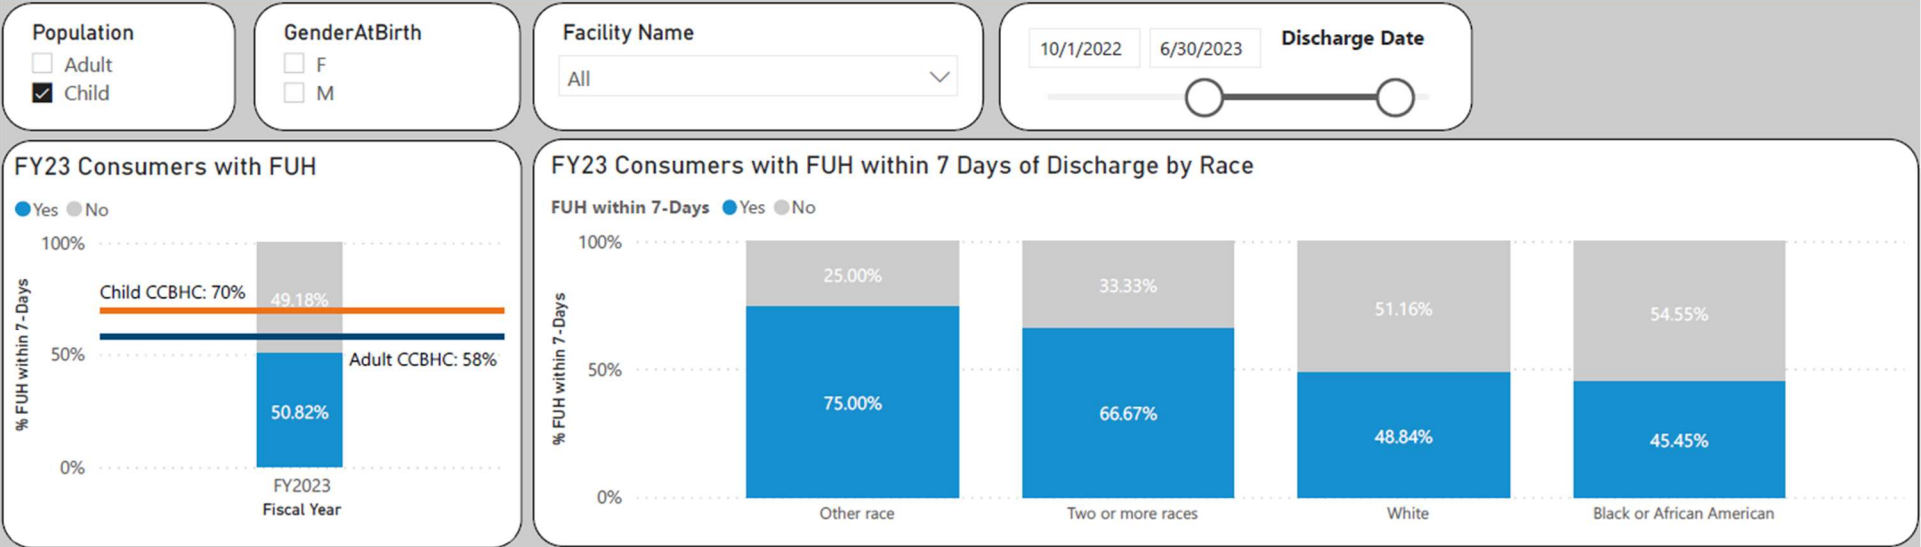 Population
Adult
Child
GenderAtBirth
F
M
Facility Name
All
10/1/2022
6/30/2023
Discharge Date
FY23 Consumers with FUH
Yes No
% FUH within 7-Days
100%
50%
0%
Child CCBHC: 70%
49.18%
Adult CCBHC: 58%
50.82%
FY2023
Fiscal Year
FY23 Consumers with FUH within 7 Days of Discharge by Race
FUH within 7-Days Yes No
% FUH within 7-Days
100%
50%
0%
25.00%
75.00%
Other race
33.33%
66.67%
Two or more races
51.16%
48.84%
White
54.55%
45.45%
Black or African American